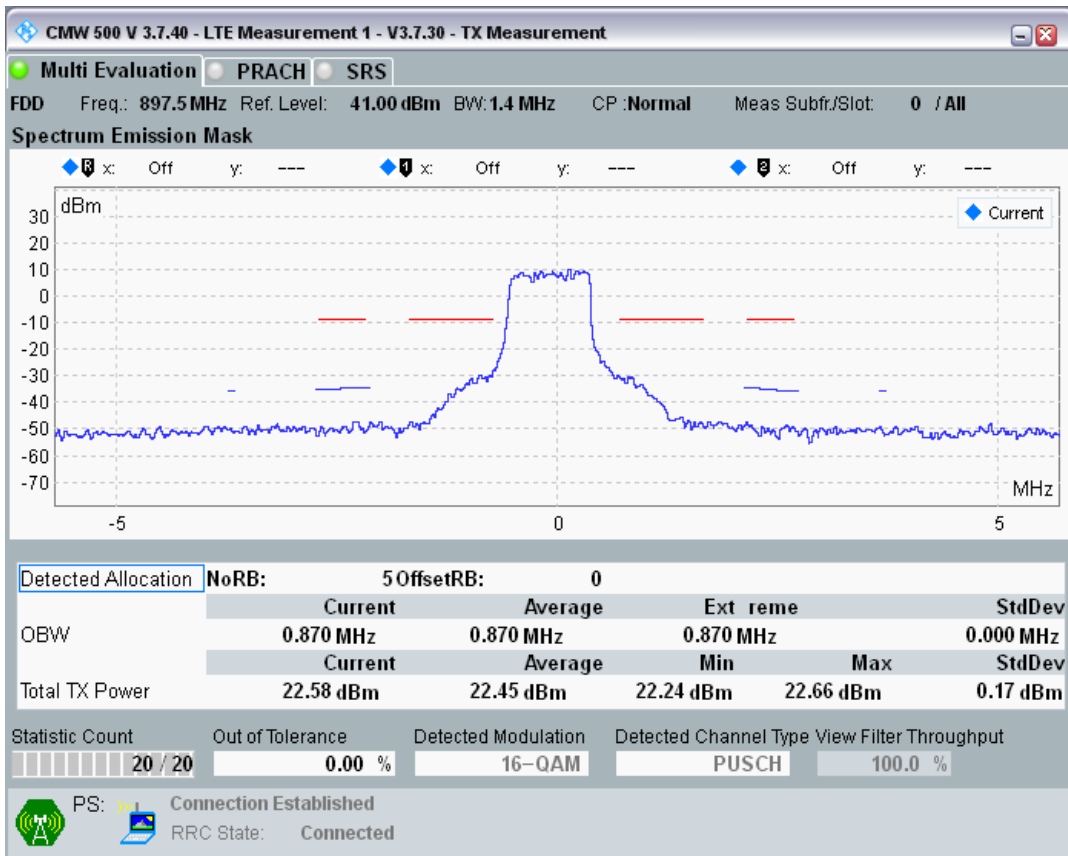 CMW 500 V 3.7.40 - LTE Measurement 1 - V3.7.30 - TX Measurement
Multi Evaluation PRACH SRS
FDD Freq.: 897.5 MHz Ref. Level: 41.00 dBm BW: 1.4 MHz CP :Normal Meas Subfr./Slot: 0 / All
Spectrum Emission Mask
R x: Off y: --- 1 x: Off y: --- 2 x: Off y: ---
dBm
Current
30
20
10
0
-10
-20
-30
-40
-50
-60
-70
MHz
-5 0 5
Detected Allocation NoRB: 5 OffsetRB: 0
Current Average Ext reme StdDev
OBW 0.870 MHz 0.870 MHz 0.870 MHz 0.000 MHz
Current Average Min Max StdDev
Total TX Power 22.58 dBm 22.45 dBm 22.24 dBm 22.66 dBm 0.17 dBm
Statistic Count Out of Tolerance Detected Modulation Detected Channel Type View Filter Throughput
20 / 20 0.00 % 16-QAM PUSCH 100.0 %
PS: Connection Established
RRC State: Connected